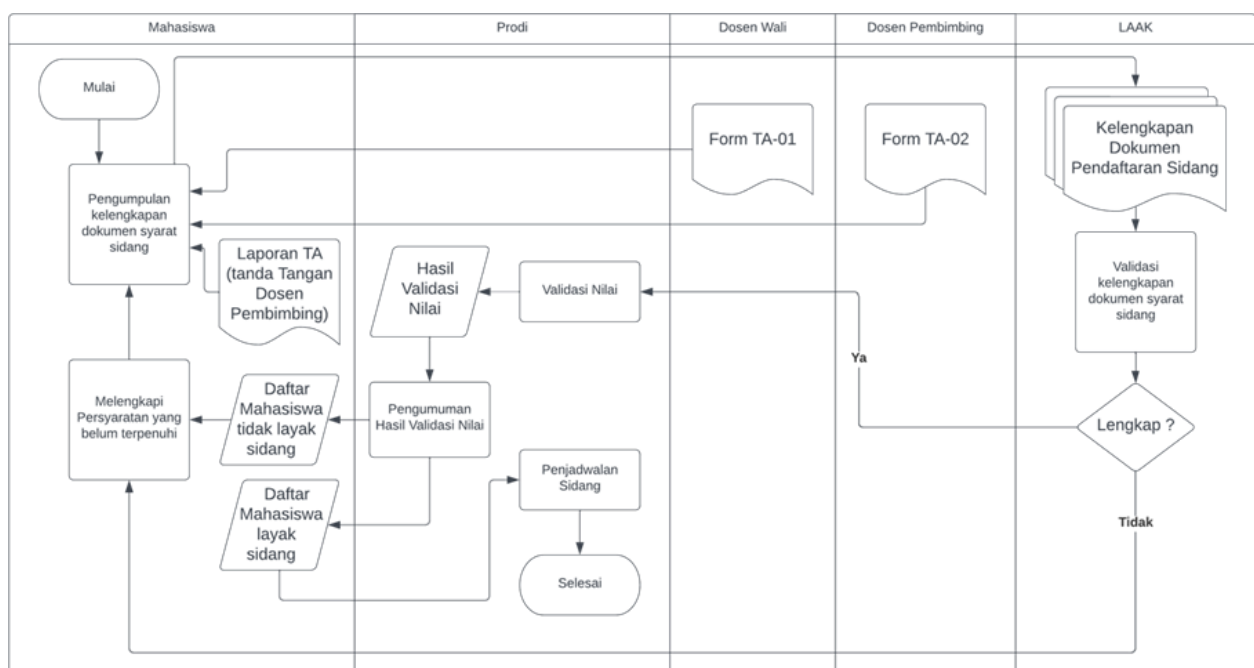 Mahasiswa
Prodi
Dosen Wali
Dosen Pembimbing
LAAK
Mulai
Form TA-01
Form TA-02
Kelengkapan
Dokumen
Pendaftaran Sidang
Pengumpulan
kelengkapan
dokumen syarat
sidang
Laporan TA
(tanda Tangan
Dosen
Pembimbing)
Hasil
Validasi
Nilai
Validasi Nilai
Validasi
kelengkapan
dokumen syarat
sidang
Ya
Melengkapi
Persyaratan yang
belum terpenuhi
Daftar
Mahasiswa
tidak layak
sidang
Pengumuman
Hasil Validasi Nilai
Lengkap ?
Daftar
Mahasiswa
layak
sidang
Penjadwalan
Sidang
Tidak
Selesai